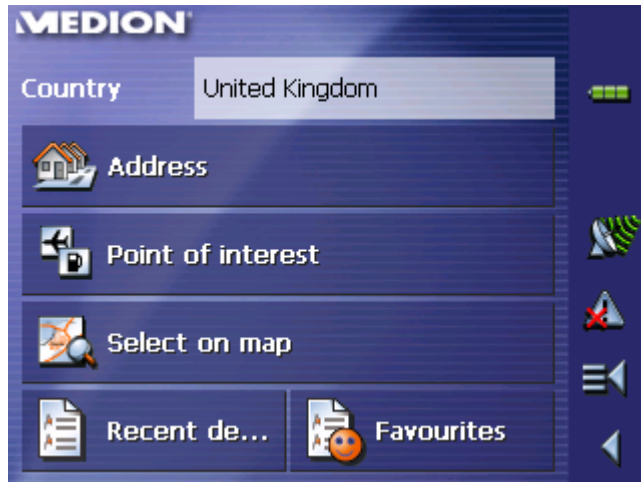 MEDION
Country United Kingdom
Address
Point of interest
Select on map
Recent de... Favourites